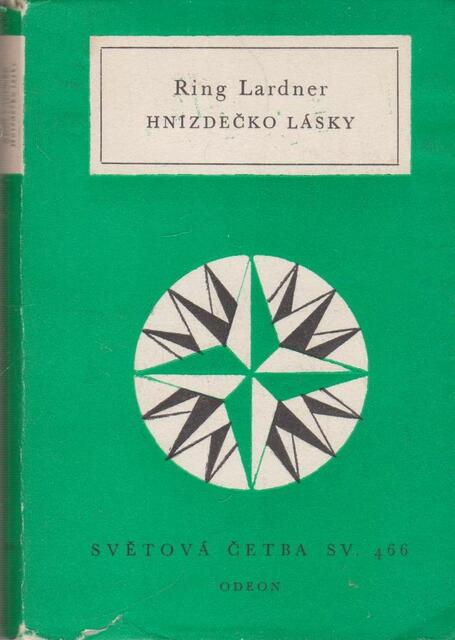 Ring Lardner
HNÍZDEČKO LÁSKY
SVĚTOVÁ ČETBA SV. 466
ODEON